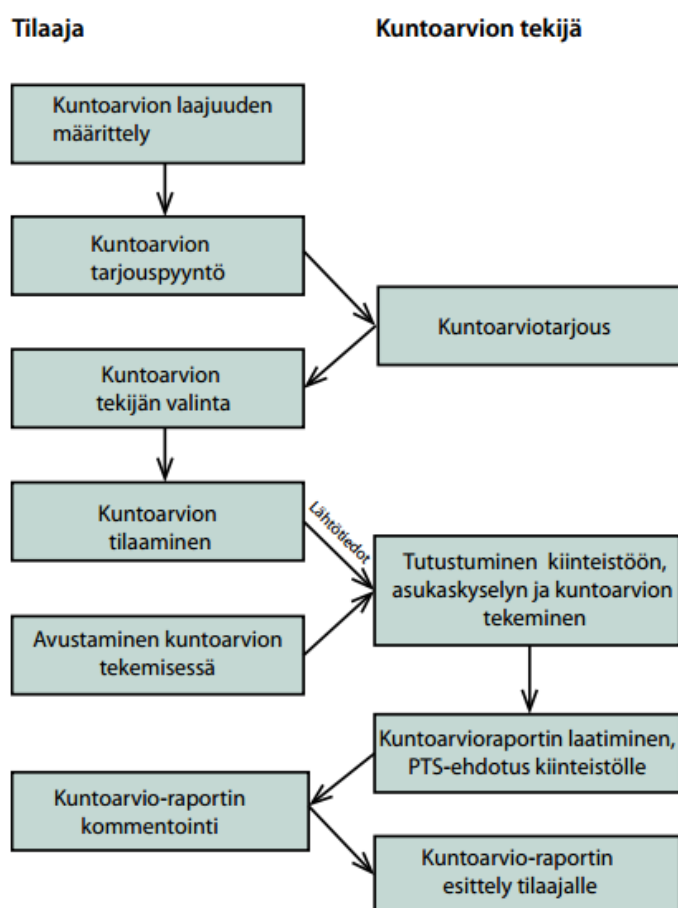 Tilaaja
Kuntoarvion tekijä
Kuntoarvion laajuuden
määrittely
Kuntoarvion
tarjouspyyntö
Kuntoarviotarjous
Kuntoarvion
tekijän valinta
Kuntoarvion
tilaaminen
Lähtötiedot
Tutustuminen kiinteistöön,
asukaskyselyn ja kuntoarvion
tekeminen
Avustaminen kuntoarvion
tekemisessä
Kuntoarvioraportin laatiminen,
PTS-ehdotus kiinteistölle
Kuntoarvio-raportin
kommentointi
Kuntoarvio-raportin
esittely tilaajalle